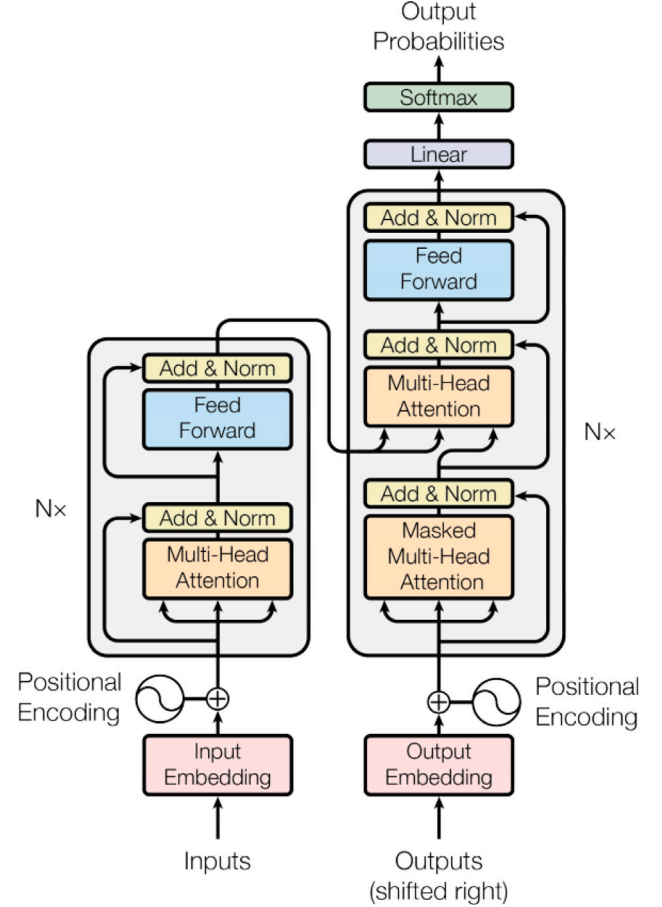 Output
Probabilities
Softmax
Linear
Add & Norm
Feed
Forward
Add & Norm
Multi-Head
Attention
Add & Norm
Masked
Multi-Head
Attention
Nx
Add & Norm
Feed
Forward
Add & Norm
Multi-Head
Attention
Nx
Positional
Encoding
Positional
Encoding
Input
Embedding
Output
Embedding
Inputs
Outputs
(shifted right)